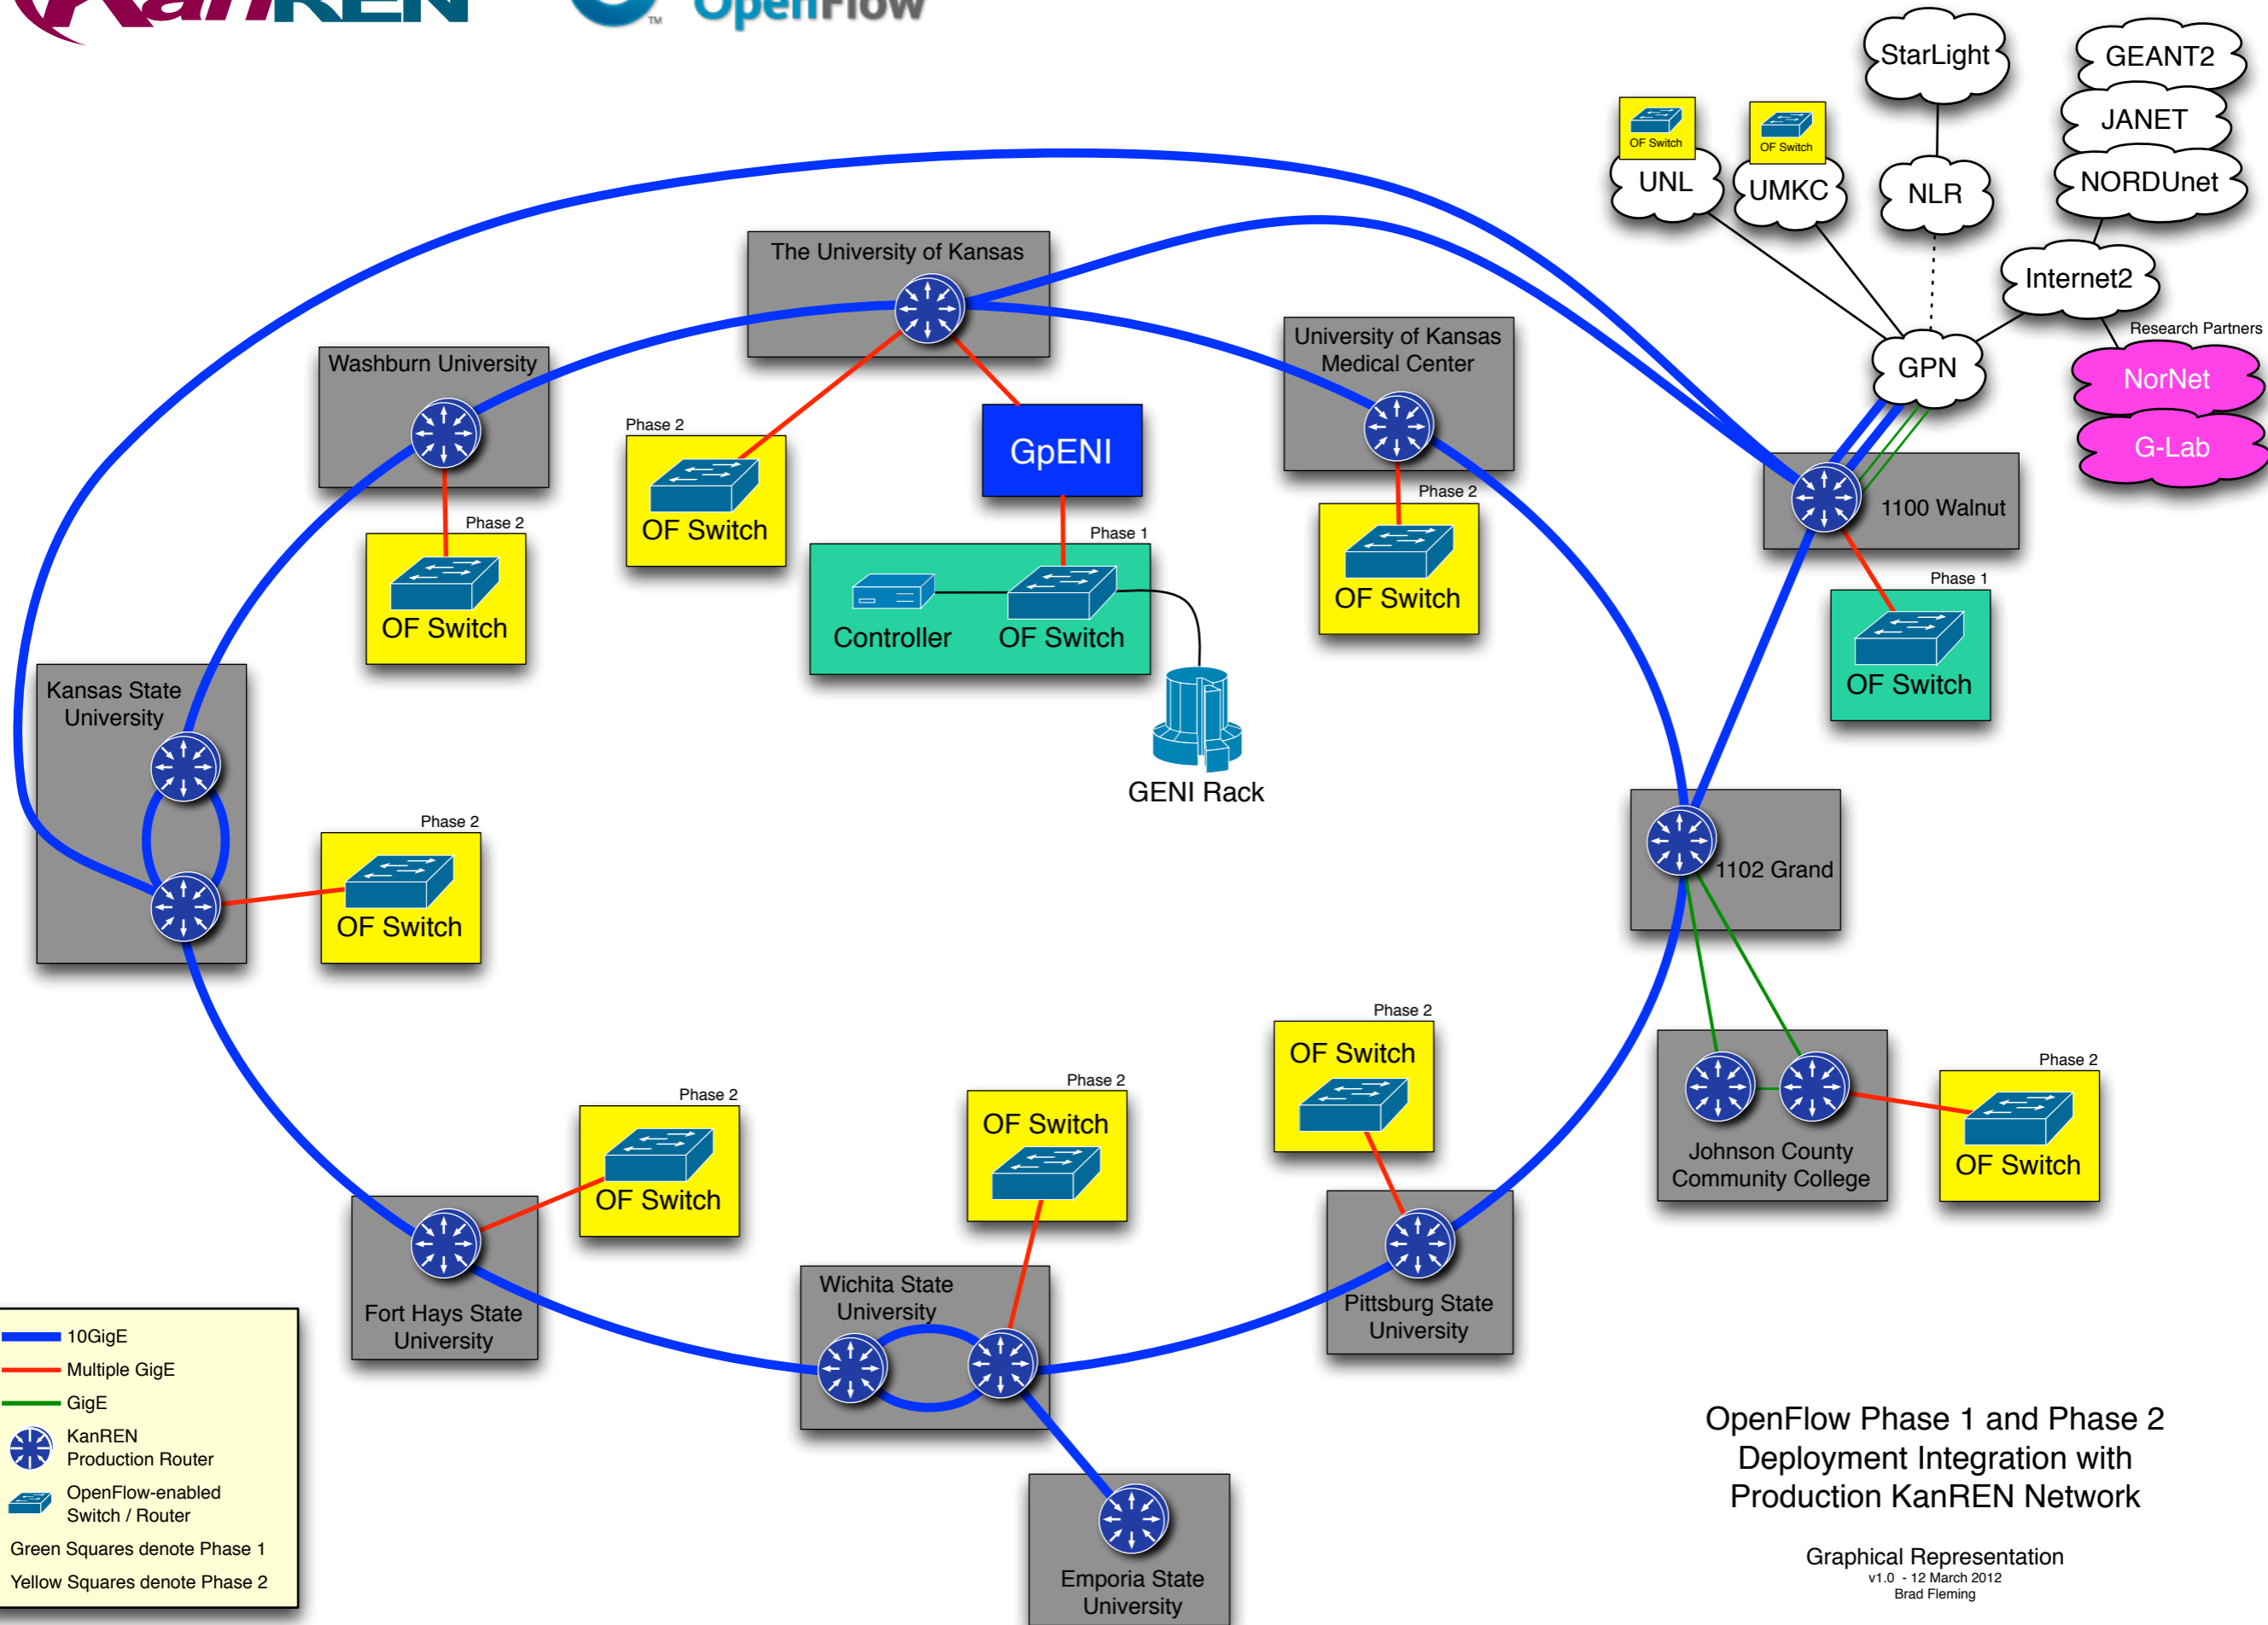 KanREN
OpenFlow
TM
StarLight
GEANT2
JANET
NORDUnet
OF Switch
OF Switch
UNL
UMKC
NLR
Internet2
Research Partners
NorNet
G-Lab
GPN
The University of Kansas
University of Kansas
Medical Center
Washburn University
Phase 2
OF Switch
GpENI
Phase 2
OF Switch
Phase 2
OF Switch
Phase 1
Controller
OF Switch
GENI Rack
1100 Walnut
Phase 1
OF Switch
Kansas State
University
Phase 2
OF Switch
1102 Grand
Phase 2
OF Switch
Phase 2
OF Switch
Phase 2
OF Switch
Johnson County
Community College
Phase 2
OF Switch
Fort Hays State
University
Wichita State
University
Pittsburg State
University
Emporia State
University
10GigE
Multiple GigE
GigE
KanREN
Production Router
OpenFlow-enabled
Switch / Router
Green Squares denote Phase 1
Yellow Squares denote Phase 2
OpenFlow Phase 1 and Phase 2
Deployment Integration with
Production KanREN Network
Graphical Representation
v1.0 - 12 March 2012
Brad Fleming